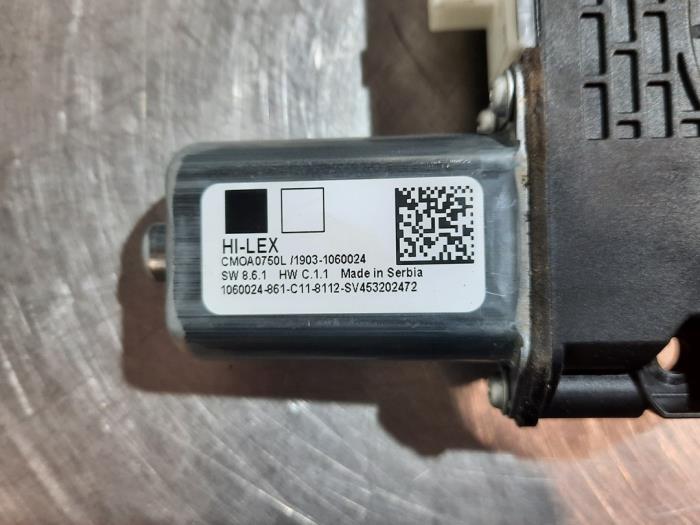 HI-LEX
CMOA0750L /1903-1060024
SW 8.6.1 HW C.1.1 Made in Serbia
1060024-861-C11-8112-SV453202472